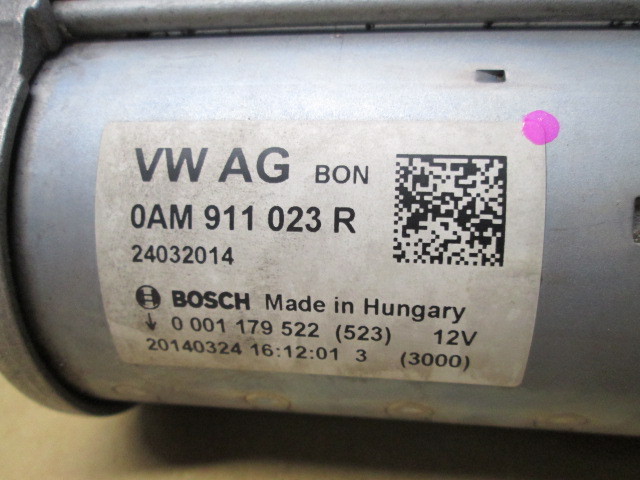 VW AG BON
0AM 911 023 R
24032014
BOSCH Made in Hungary
↓ 0 001 179 522 (523) 12V
20140324 16:12:01 3 (3000)